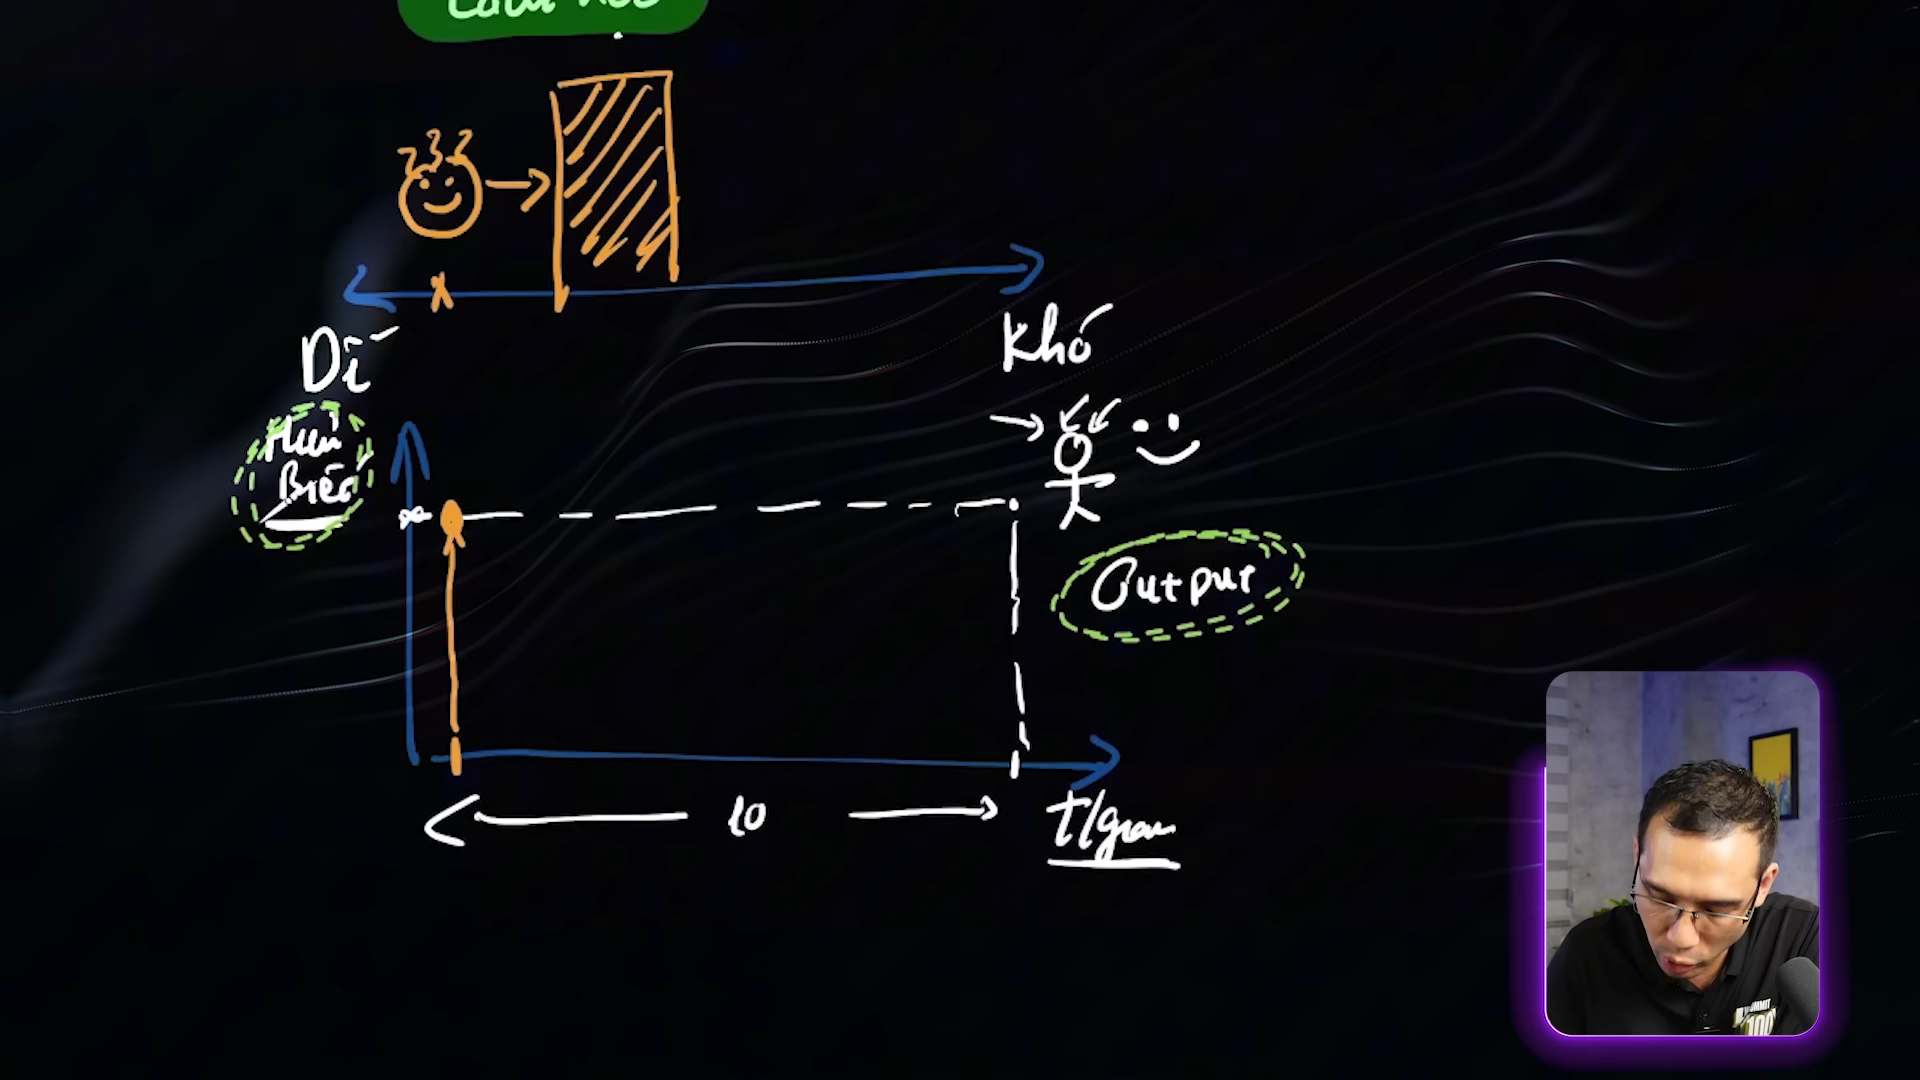 Dễ
Khó
Hiểu
Biết
Output
10
t/gian